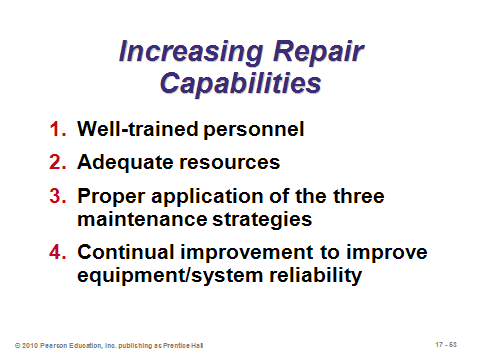 Increasing Repair
Capabilities
1. Well-trained personnel
2. Adequate resources
3. Proper application of the three
maintenance strategies
4. Continual improvement to improve
equipment/system reliability
© 2010 Pearson Education, Inc. publishing as Prentice Hall
17 - 53